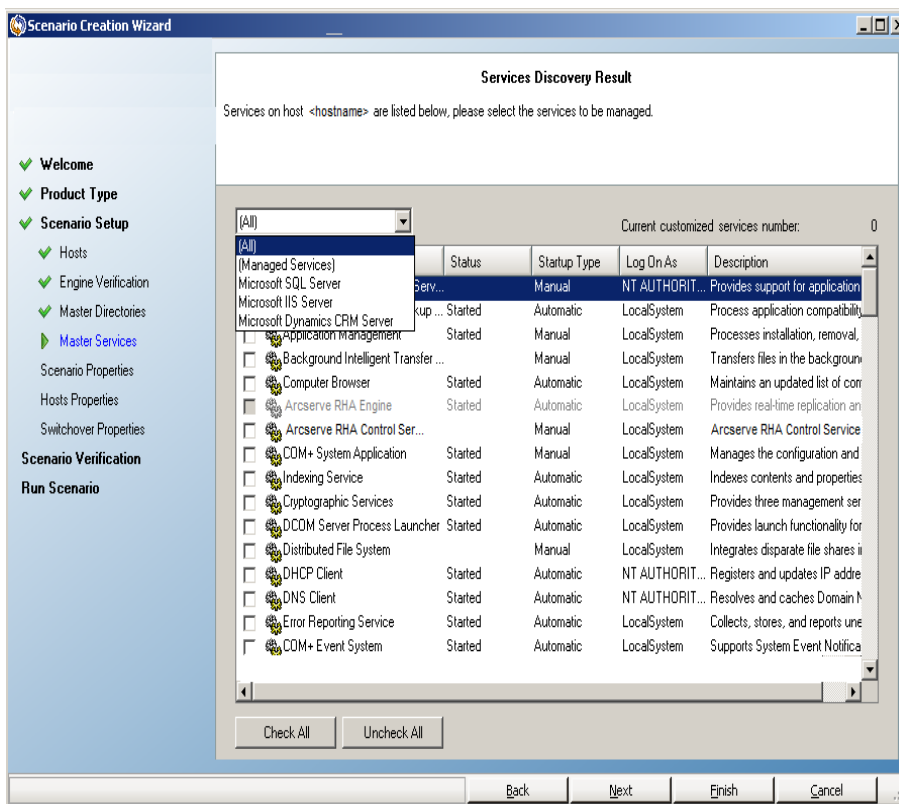 Scenario Creation Wizard
Services Discovery Result
Services on host <hostname> are listed below, please select the services to be managed.
Welcome
Product Type
Scenario Setup
Hosts
Engine Verification
Master Directories
Master Services
Scenario Properties
Hosts Properties
Switchover Properties
Scenario Verification
Run Scenario
(All)
Current customized services number: 0
(All)
(Managed Services)
Microsoft SQL Server
Microsoft IIS Server
Microsoft Dynamics CRM Server
Status Startup Type Log On As Description
Serv... Manual NT AUTHORIT... Provides support for application
kup ... Started Automatic LocalSystem Process application compatibility
Application Management Started Manual LocalSystem Processes installation, removal,
Background Intelligent Transfer ... Manual LocalSystem Transfers files in the backgroun
Computer Browser Started Automatic LocalSystem Maintains an updated list of com
Arcserve RHA Engine Started Automatic LocalSystem Provides real-time replication an
Arcserve RHA Control Ser... Manual LocalSystem Arcserve RHA Control Service
COM+ System Application Started Manual LocalSystem Manages the configuration and
Indexing Service Started Automatic LocalSystem Indexes contents and properties
Cryptographic Services Started Automatic LocalSystem Provides three management ser
DCOM Server Process Launcher Started Automatic LocalSystem Provides launch functionality for
Distributed File System Manual LocalSystem Integrates disparate file shares i
DHCP Client Started Automatic NT AUTHORIT... Registers and updates IP addre
DNS Client Started Automatic NT AUTHORIT... Resolves and caches Domain N
Error Reporting Service Started Automatic LocalSystem Collects, stores, and reports une
COM+ Event System Started Automatic LocalSystem Supports System Event Notifica
Check All Uncheck All
Back Next Finish Cancel